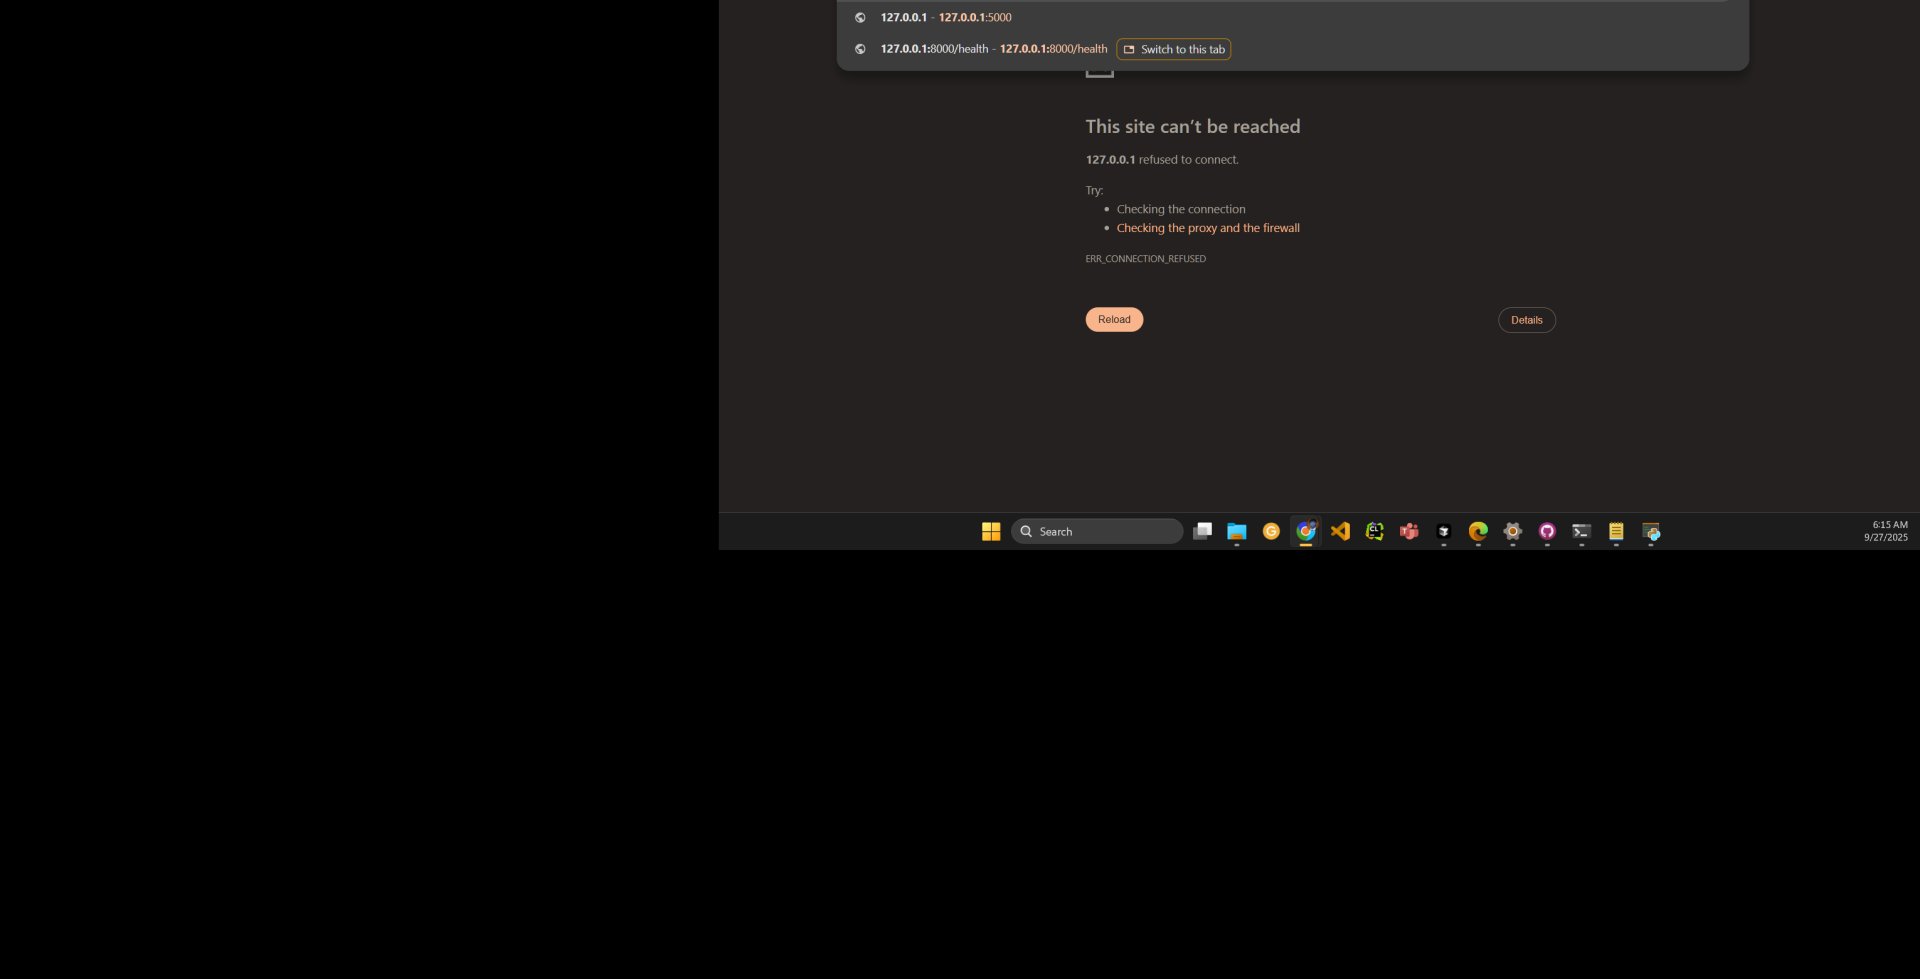 127.0.0.1 - 127.0.0.1:5000
127.0.0.1:8000/health - 127.0.0.1:8000/health Switch to this tab
This site can’t be reached
127.0.0.1 refused to connect.
Try:
• Checking the connection
• Checking the proxy and the firewall
ERR_CONNECTION_REFUSED
Reload Details
Search
6:15 AM
9/27/2025